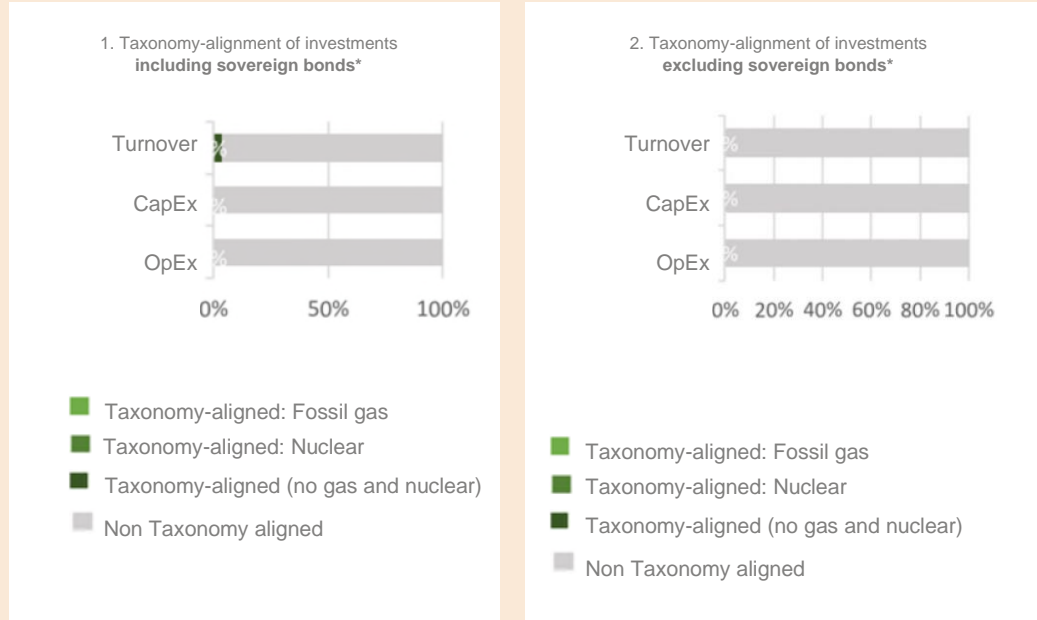 1. Taxonomy-alignment of investments
including sovereign bonds*
Turnover
%
CapEx
%
OpEx
%
0% 50% 100%
Taxonomy-aligned: Fossil gas
Taxonomy-aligned: Nuclear
Taxonomy-aligned (no gas and nuclear)
Non Taxonomy aligned
2. Taxonomy-alignment of investments
excluding sovereign bonds*
Turnover
%
CapEx
%
OpEx
%
0% 20% 40% 60% 80% 100%
Taxonomy-aligned: Fossil gas
Taxonomy-aligned: Nuclear
Taxonomy-aligned (no gas and nuclear)
Non Taxonomy aligned